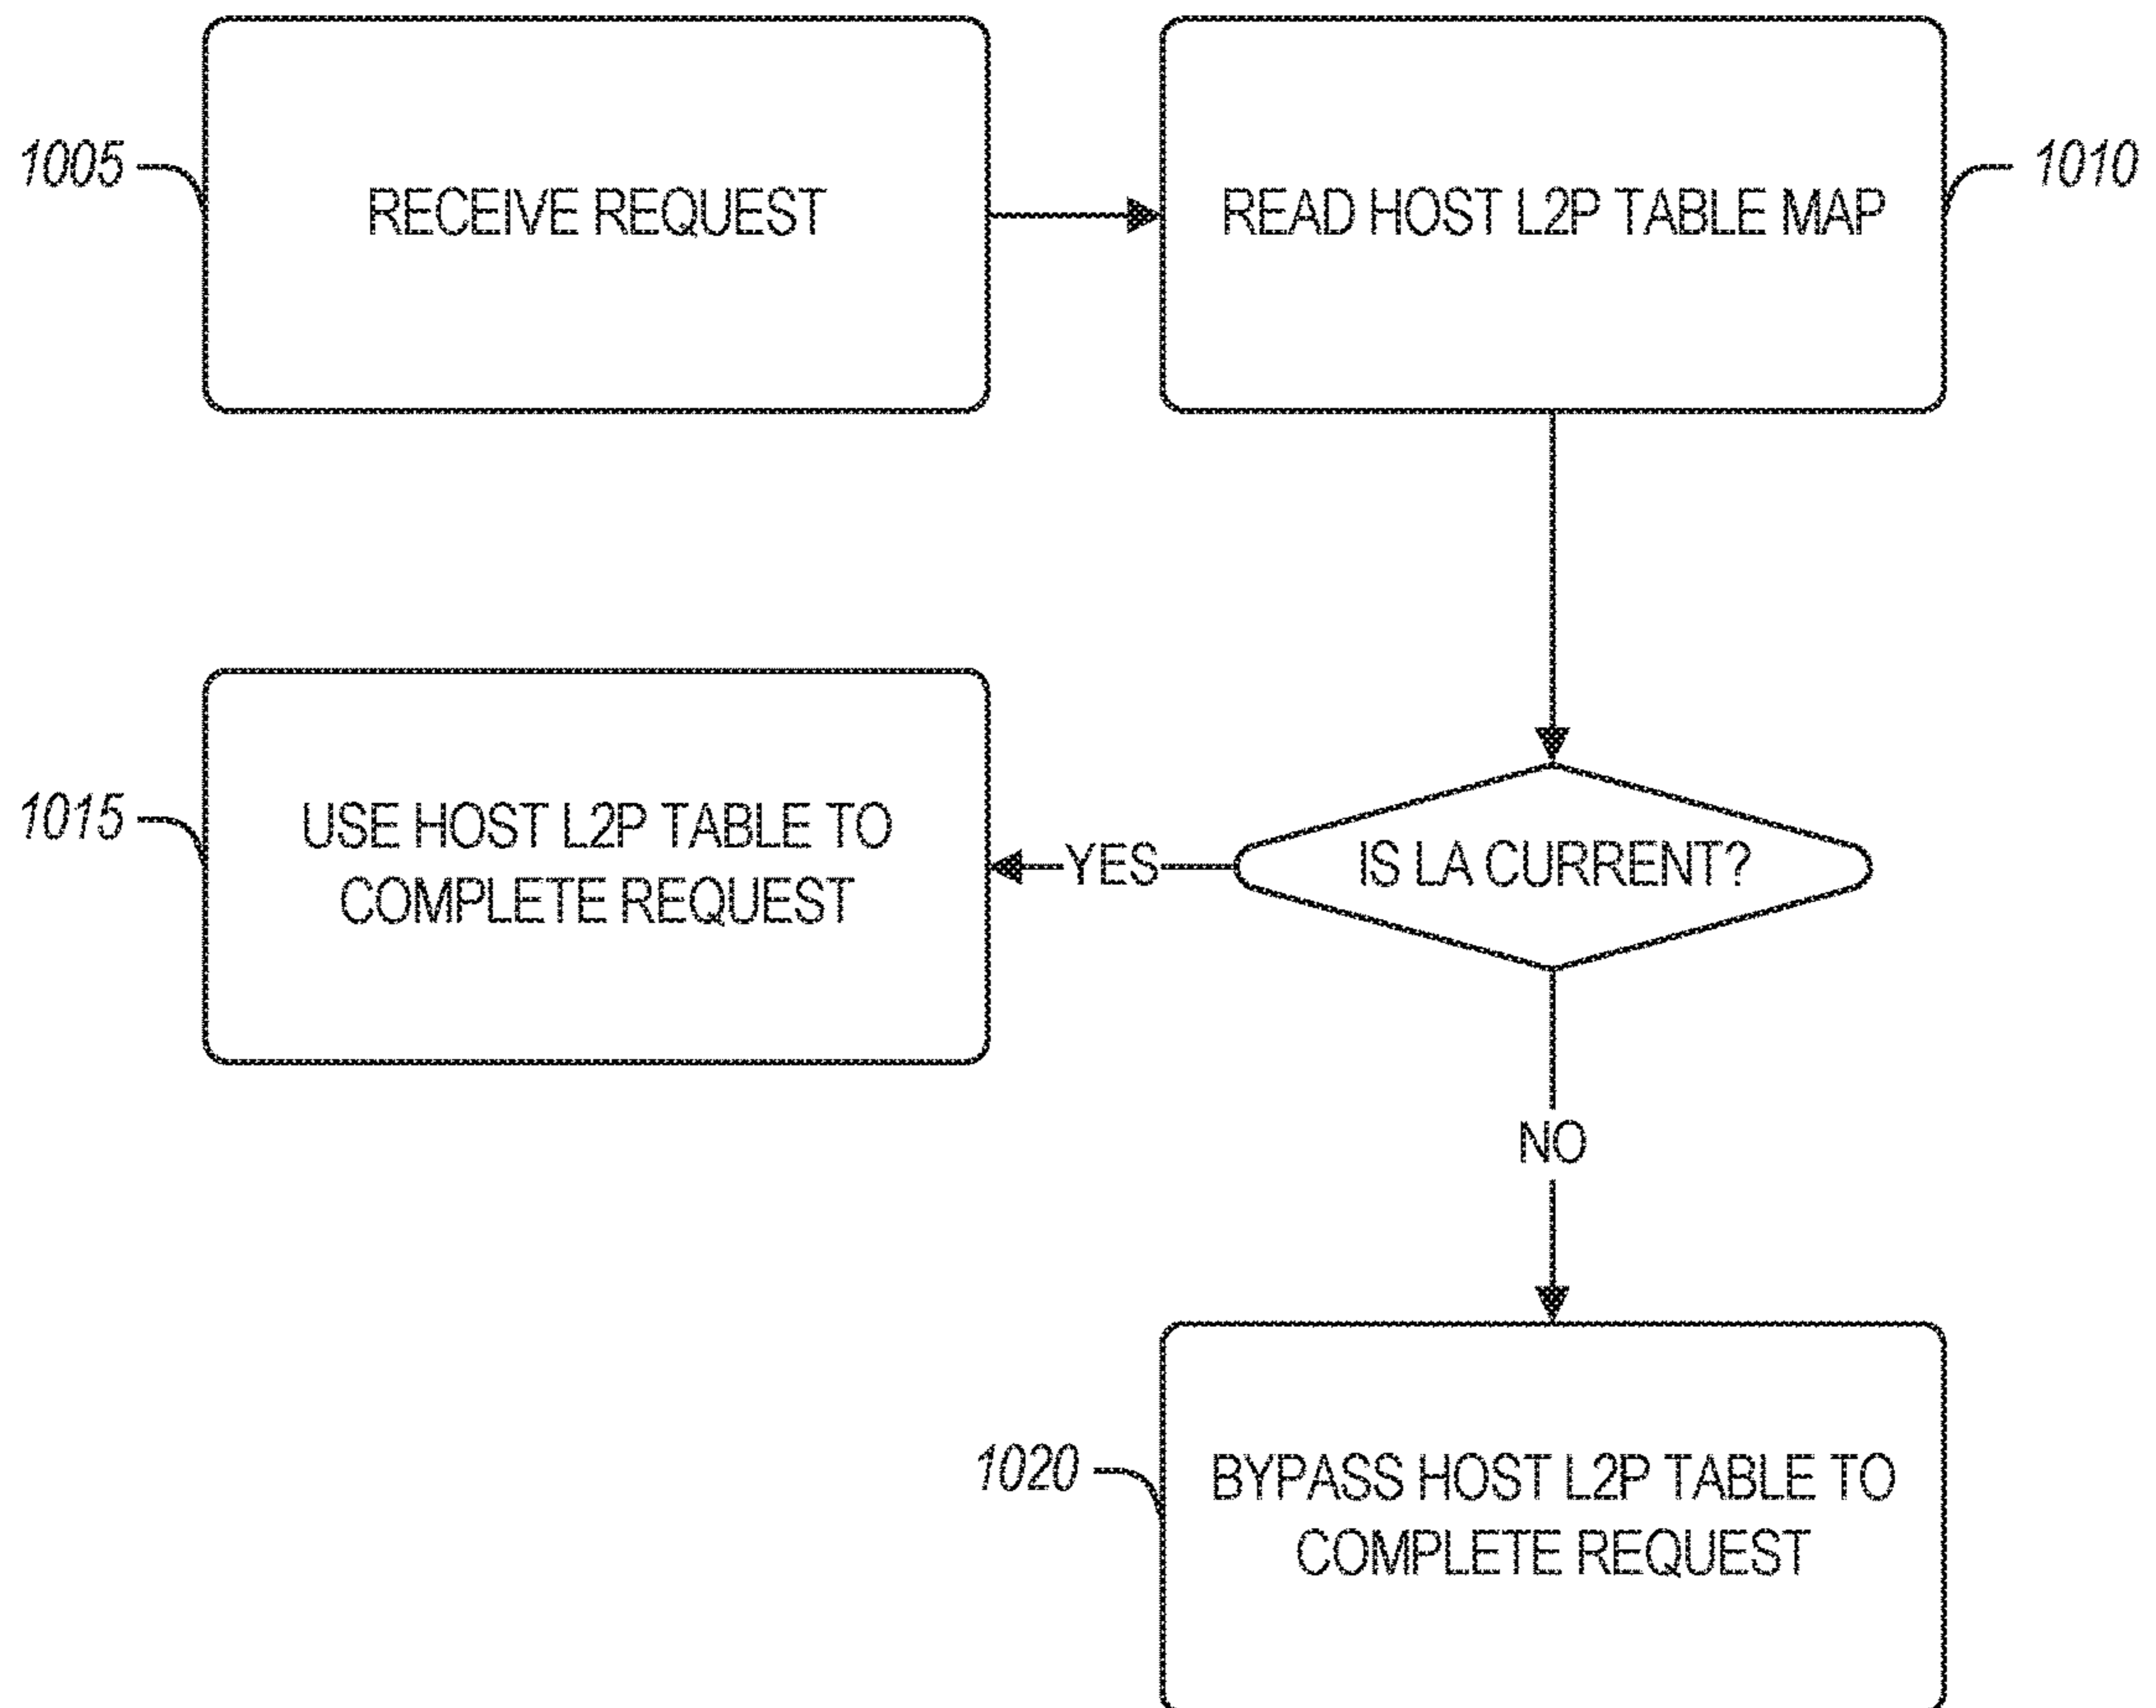 1005
RECEIVE REQUEST
READ HOST L2P TABLE MAP
1010
1015
USE HOST L2P TABLE TO
COMPLETE REQUEST
YES
IS LA CURRENT?
NO
1020
BYPASS HOST L2P TABLE TO
COMPLETE REQUEST